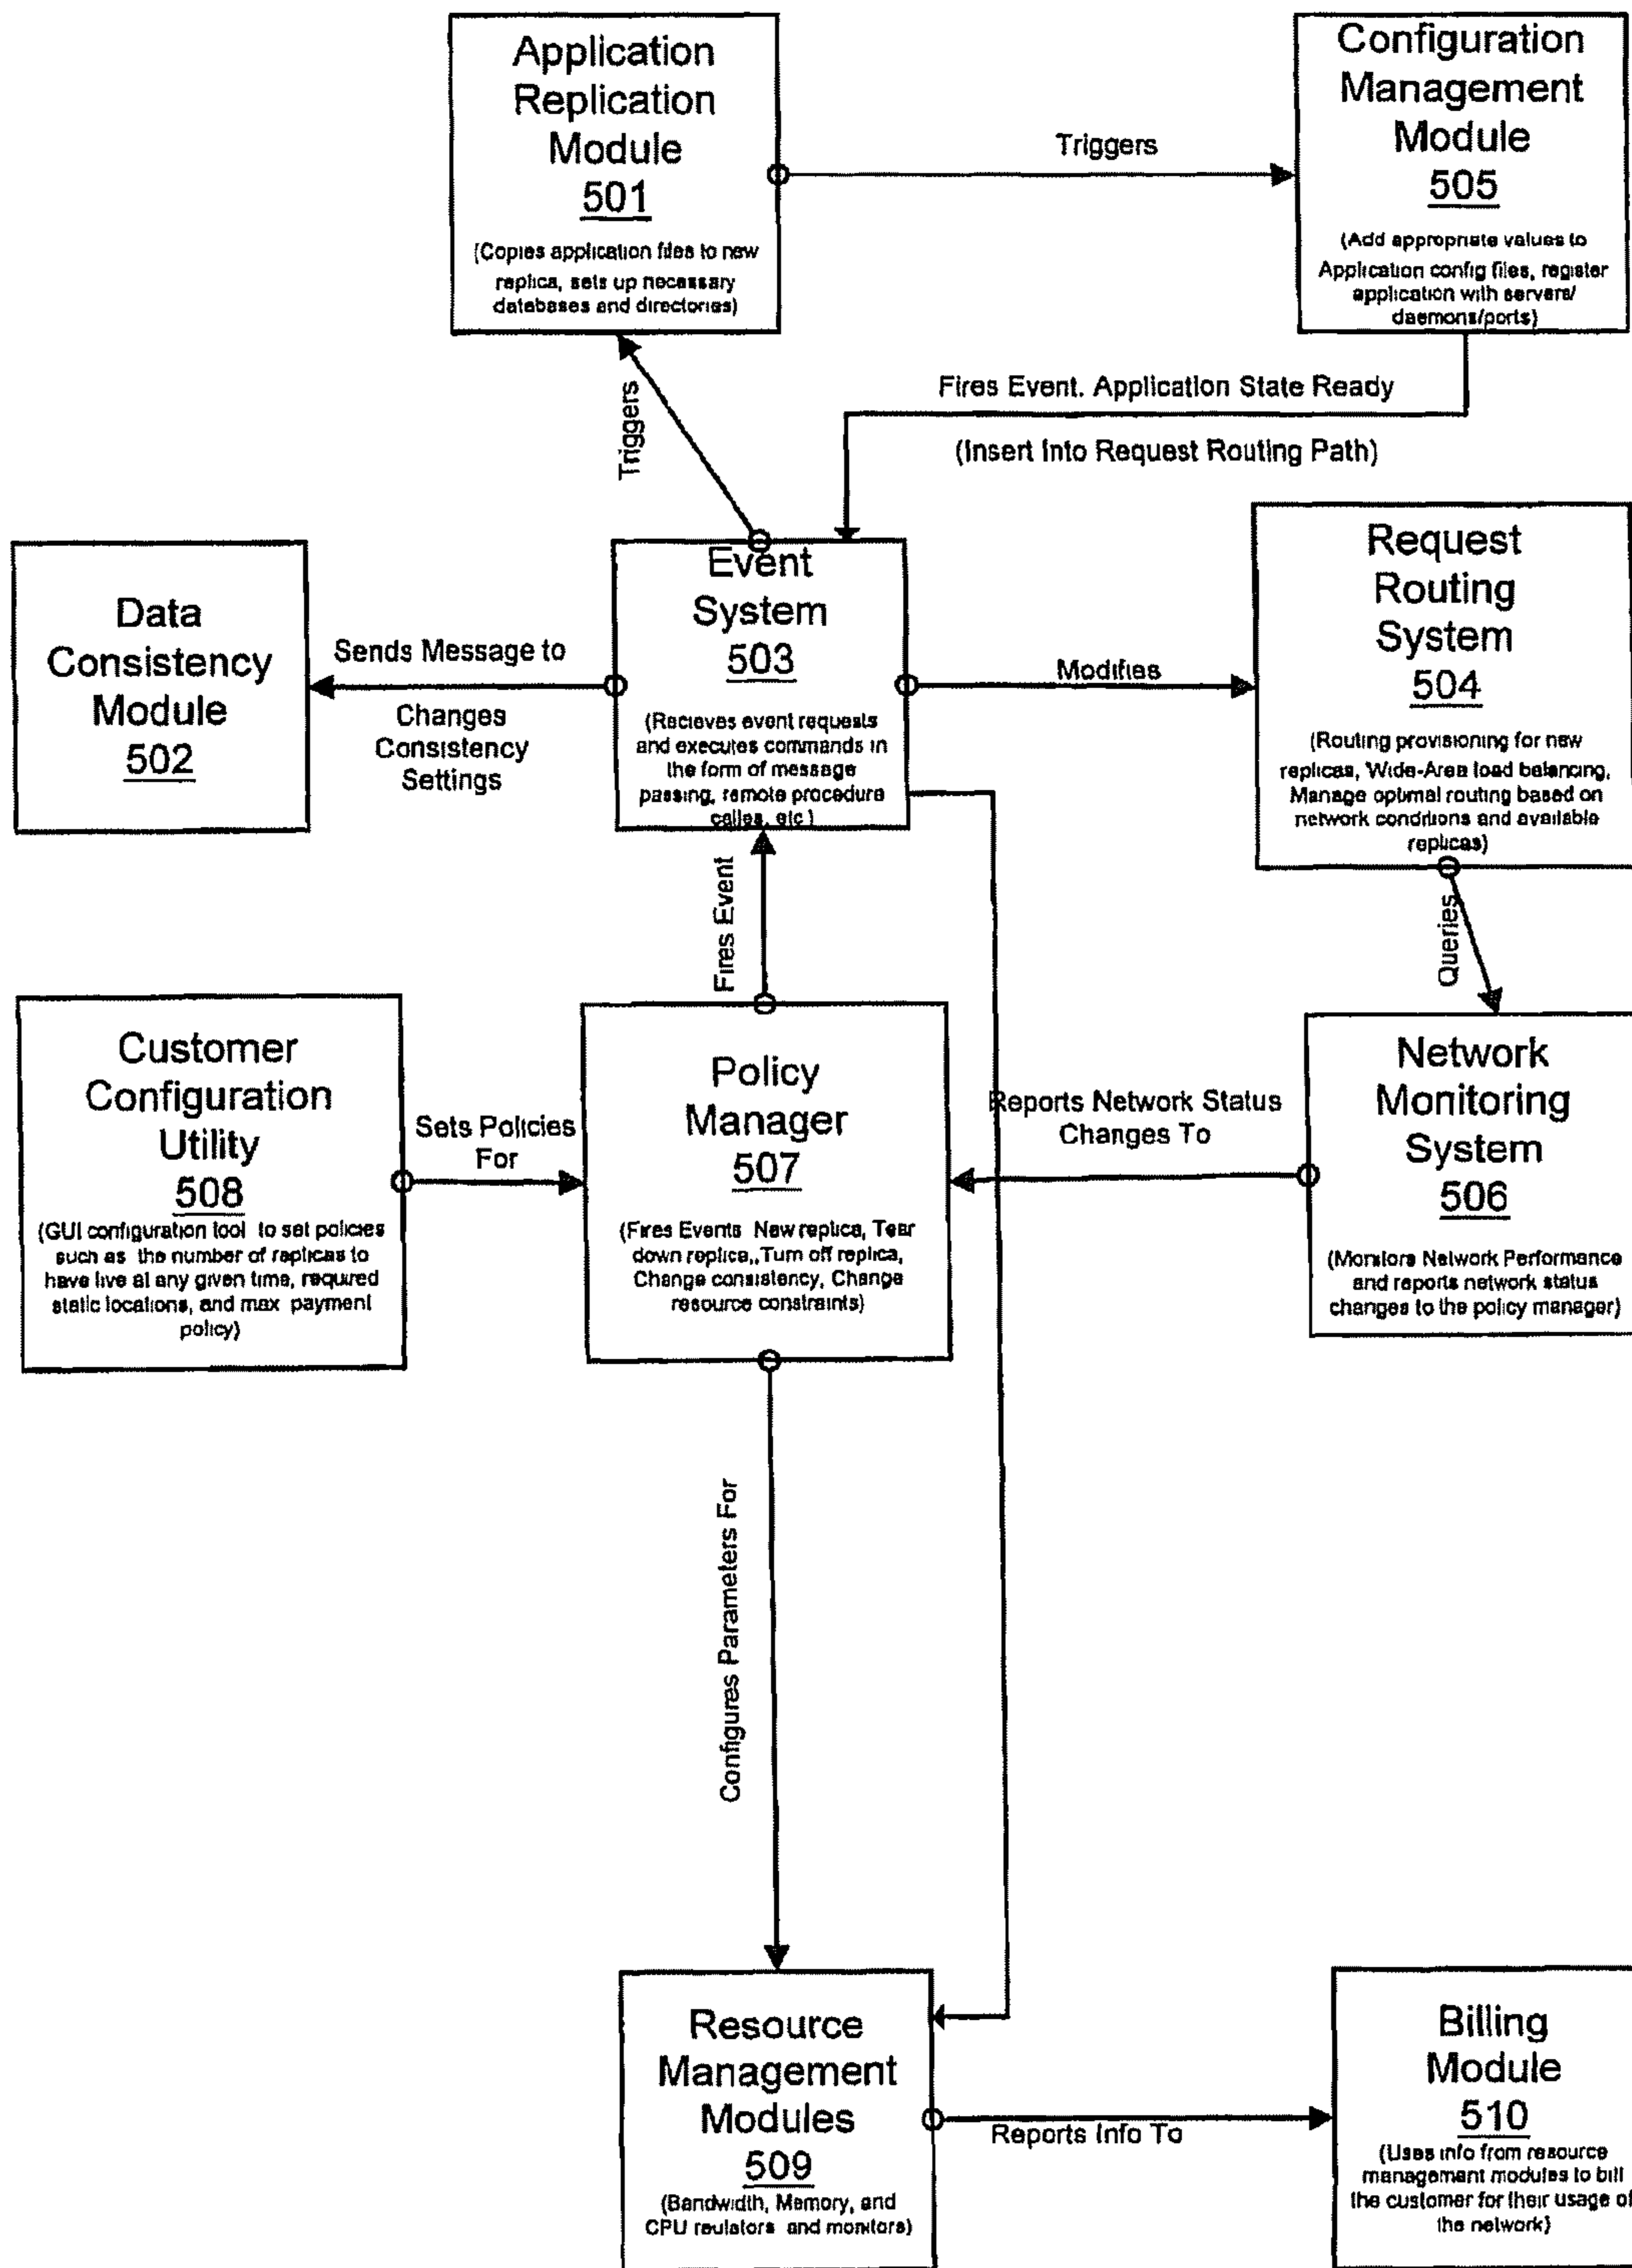 Application
Replication
Module
501
(Copies application files to new
replica, sets up necessary
databases and directories)
Triggers
Configuration
Management
Module
505
(Add appropriate values to
Application config files, register
application with servers/
daemons/ports)
Triggers
Fires Event. Application State Ready
(Insert Into Request Routing Path)
Data
Consistency
Module
502
Sends Message to
Changes
Consistency
Settings
Event
System
503
(Recieves event requests
and executes commands in
the form of message
passing, remote procedure
calles, etc)
Modifies
Request
Routing
System
504
(Routing provisioning for new
replicas, Wide-Area load balancing,
Manage optimal routing based on
network conditions and available
replicas)
Fires Event
Queries
Customer
Configuration
Utility
508
(GUI configuration tool to set policies
such as the number of replicas to
have live at any given time, required
static locations, and max payment
policy)
Sets Policies
For
Policy
Manager
507
(Fires Events New replica, Tear
down replica,,Turn off replica,
Change consistency, Change
resource constraints)
Reports Network Status
Changes To
Network
Monitoring
System
506
(Monitors Network Performance
and reports network status
changes to the policy manager)
Configures Parameters For
Resource
Management
Modules
509
(Bandwidth, Memory, and
CPU reulators and monitors)
Reports Info To
Billing
Module
510
(Uses info from resource
management modules to bill
the customer for their usage of
the network)